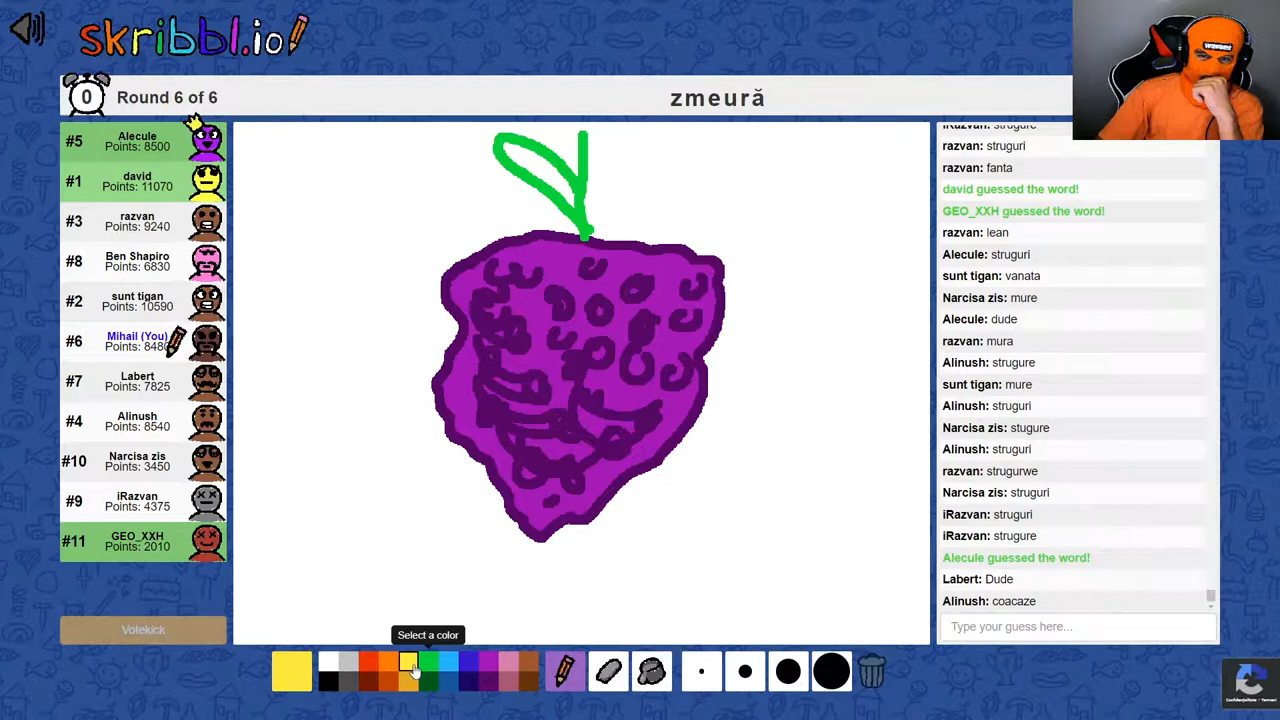 skribbl.io
0 Round 6 of 6
zmeură
#5 Alecule
Points: 8500
#1 david
Points: 11070
#3 razvan
Points: 9240
#8 Ben Shapiro
Points: 6830
#2 sunt tigan
Points: 10590
#6 Mihail (You)
Points: 8480
#7 Labert
Points: 7825
#4 Alinush
Points: 8540
#10 Narcisa zis
Points: 3450
#9 iRazvan
Points: 4375
#11 GEO_XXH
Points: 2010
Votekick
iRazvan: strugure
razvan: struguri
razvan: fanta
david guessed the word!
GEO_XXH guessed the word!
razvan: lean
Alecule: struguri
sunt tigan: vanata
Narcisa zis: mure
Alecule: dude
razvan: mura
Alinush: strugure
sunt tigan: mure
Alinush: struguri
Narcisa zis: stugure
Alinush: struguri
razvan: strugurwe
Narcisa zis: struguri
iRazvan: struguri
iRazvan: strugure
Alecule guessed the word!
Labert: Dude
Alinush: coacaze
Type your guess here...
Select a color